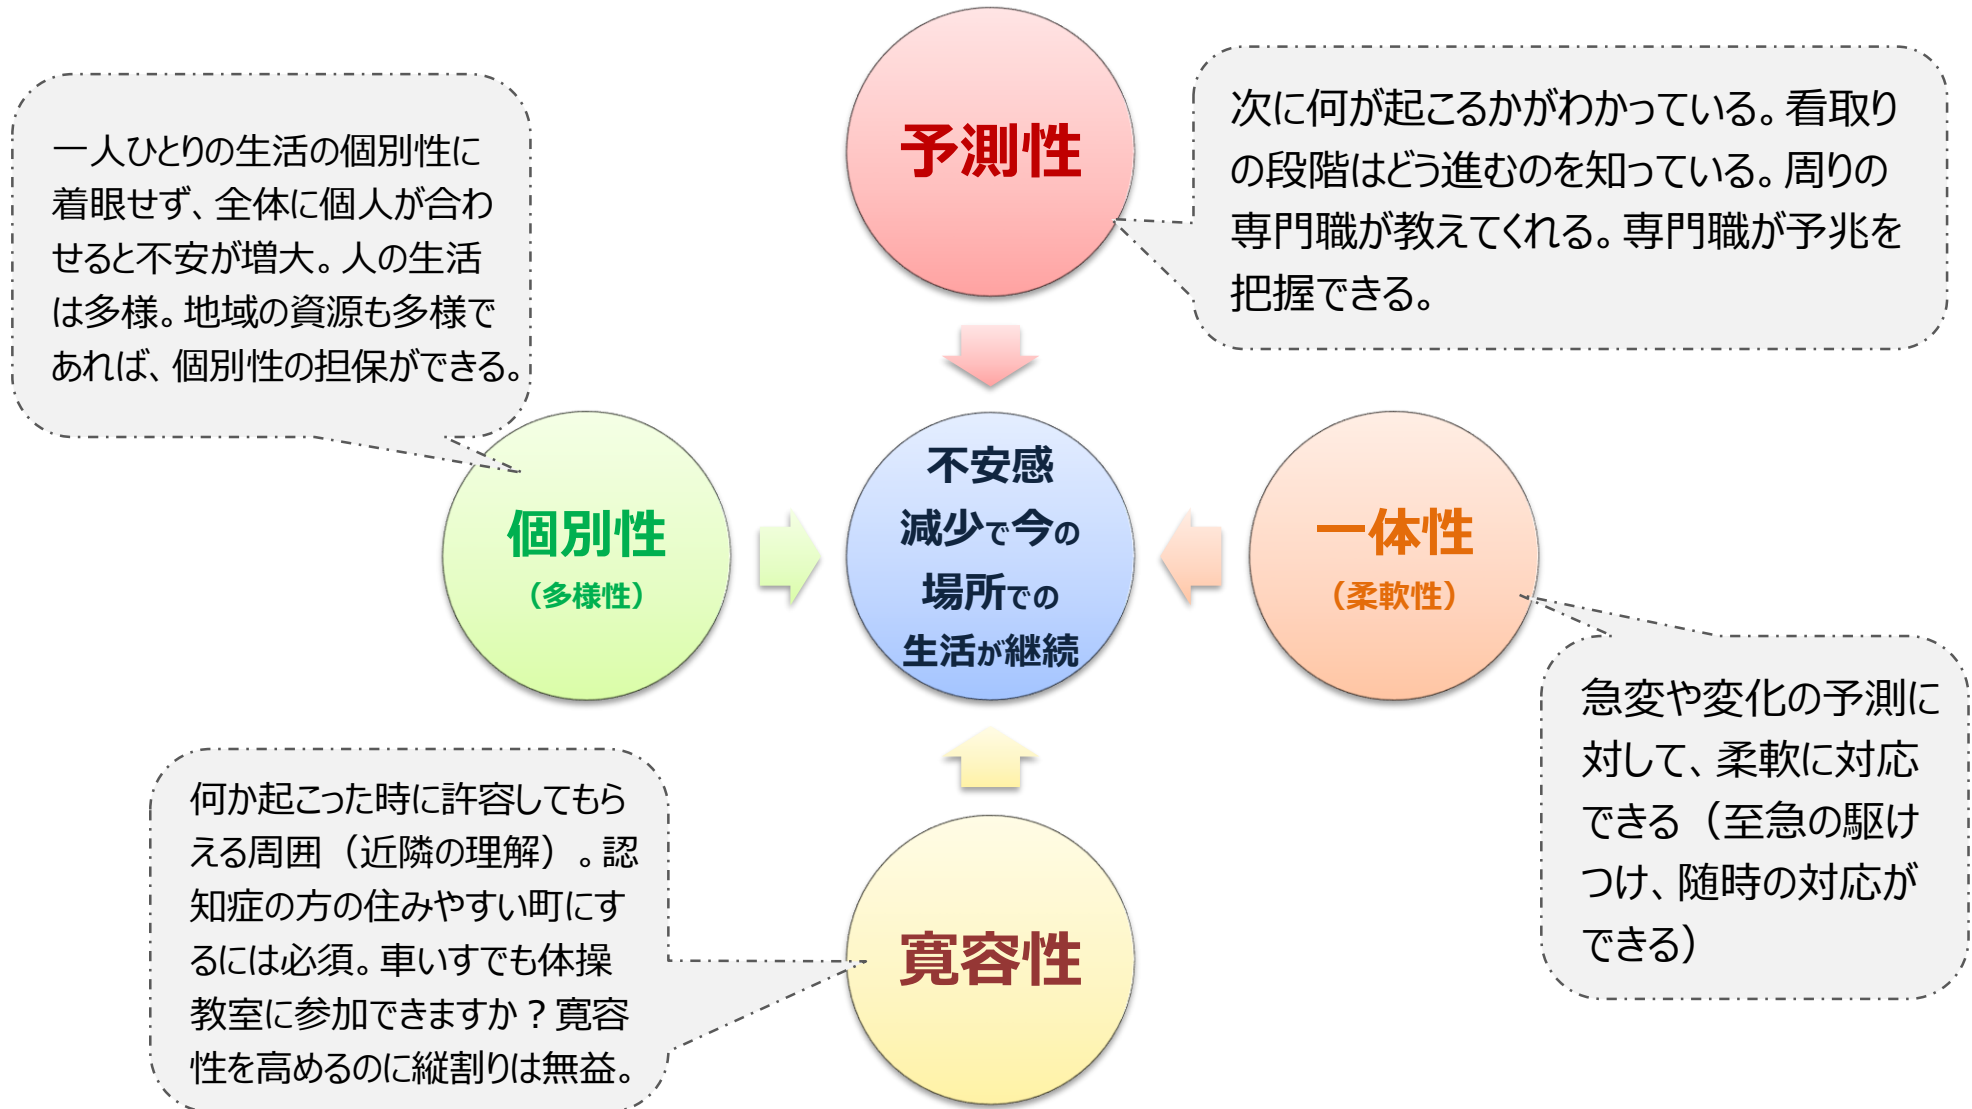 予測性
次に何が起こるかがわかっている。看取り
の段階はどう進むのを知っている。周りの
専門職が教えてくれる。専門職が予兆を
把握できる。
一人ひとりの生活の個別性に
着眼せず、全体に個人が合わ
せると不安が増大。人の生活
は多様。地域の資源も多様で
あれば、個別性の担保ができる。
個別性
（多様性）
不安感
減少で今の
場所での
生活が継続
一体性
（柔軟性）
急変や変化の予測に
対して、柔軟に対応
できる（至急の駆け
つけ、随時の対応が
できる）
何か起こった時に許容してもら
える周囲（近隣の理解）。認
知症の方の住みやすい町にす
るには必須。車いすでも体操
教室に参加できますか？寛容
性を高めるのに縦割りは無益。
寛容性